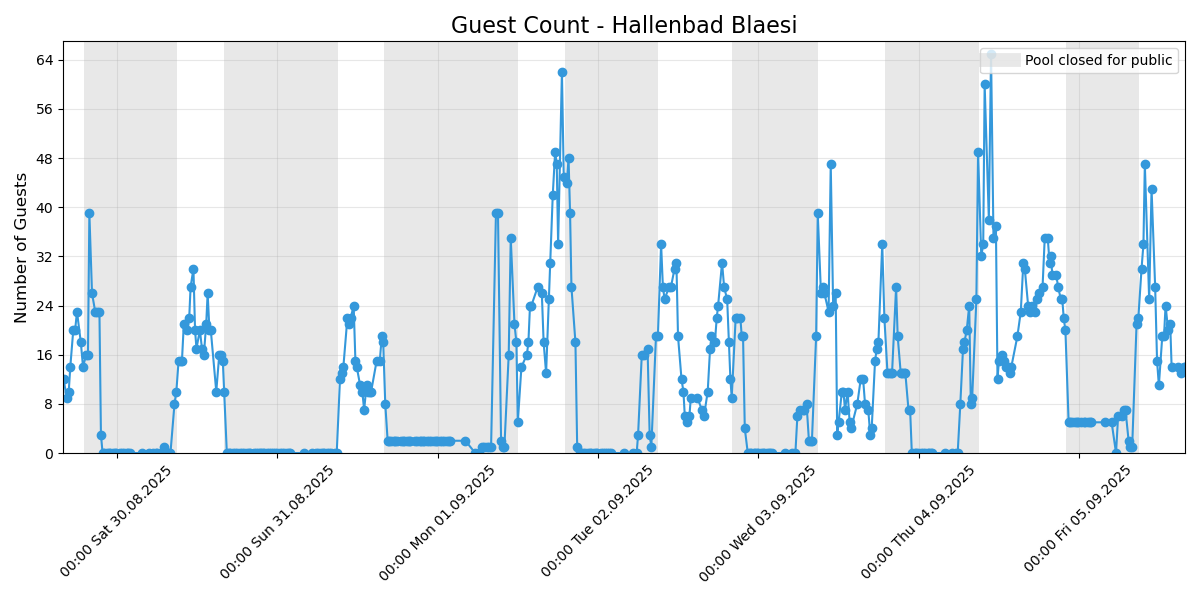 Guest Count - Hallenbad Blaesi
Pool closed for public
Number of Guests
64
56
48
40
32
24
16
8
0
00:00 Sat 30.08.2025
00:00 Sun 31.08.2025
00:00 Mon 01.09.2025
00:00 Tue 02.09.2025
00:00 Wed 03.09.2025
00:00 Thu 04.09.2025
00:00 Fri 05.09.2025